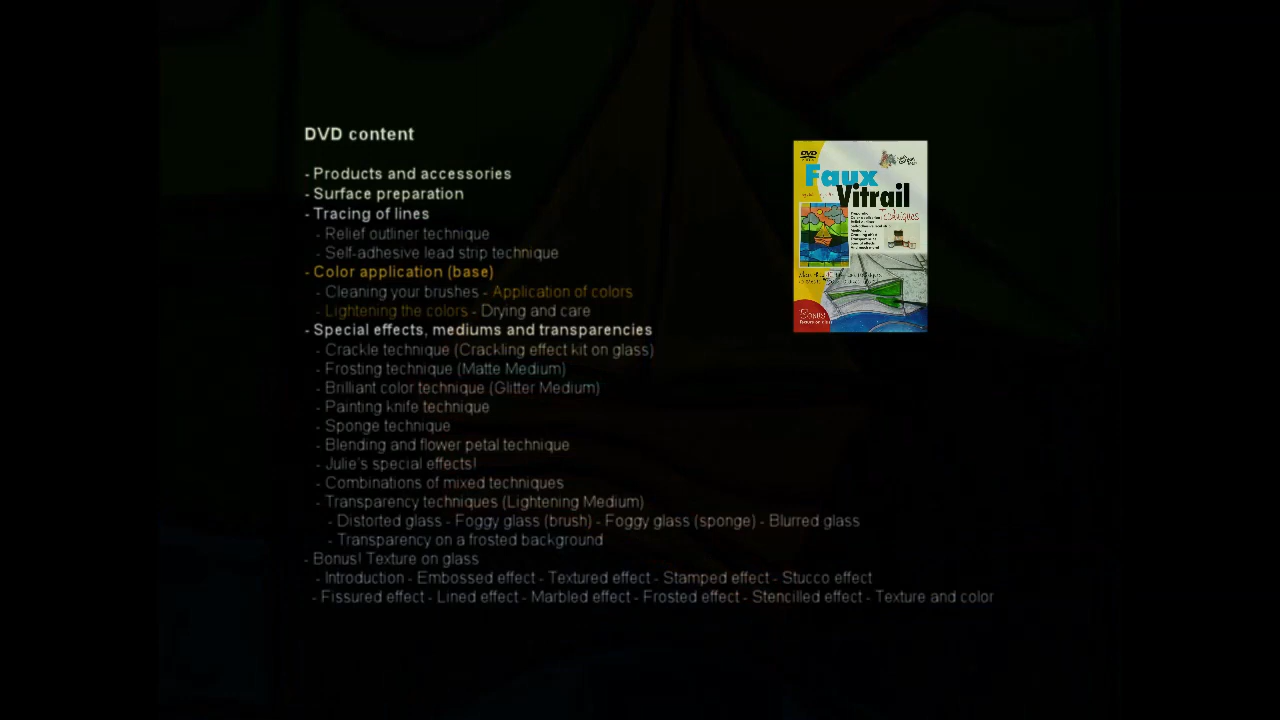 DVD content
- Products and accessories
- Surface preparation
- Tracing of lines
- Relief outliner technique
- Self-adhesive lead strip technique
- Color application (base)
- Cleaning your brushes - Application of colors
- Lightening the colors - Drying and care
- Special effects, mediums and transparencies
- Crackle technique (Crackling effect kit on glass)
- Frosting technique (Matte Medium)
- Brilliant color technique (Glitter Medium)
- Painting knife technique
- Sponge technique
- Blending and flower petal technique
- Julie's special effects!
- Combinations of mixed techniques
- Transparency techniques (Lightening Medium)
- Distorted glass - Foggy glass (brush) - Foggy glass (sponge) - Blurred glass
- Transparency on a frosted background
- Bonus! Texture on glass
- Introduction - Embossed effect - Textured effect - Stamped effect - Stucco effect
- Fissured effect - Lined effect - Marbled effect - Frosted effect - Stencilled effect - Texture and color
DVD
Faux
Vitrail
Techniques
Bonus